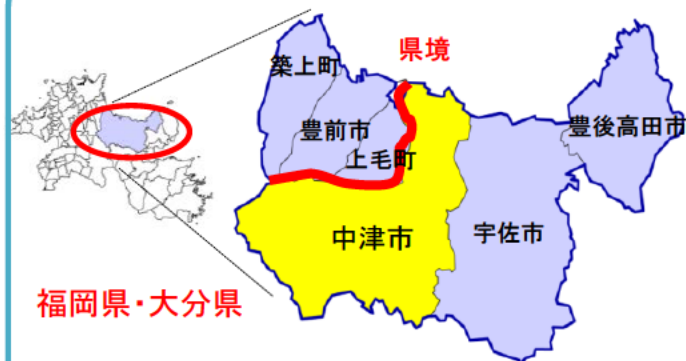 県境
築上町
豊前市
上毛町
豊後高田市
中津市
宇佐市
福岡県・大分県